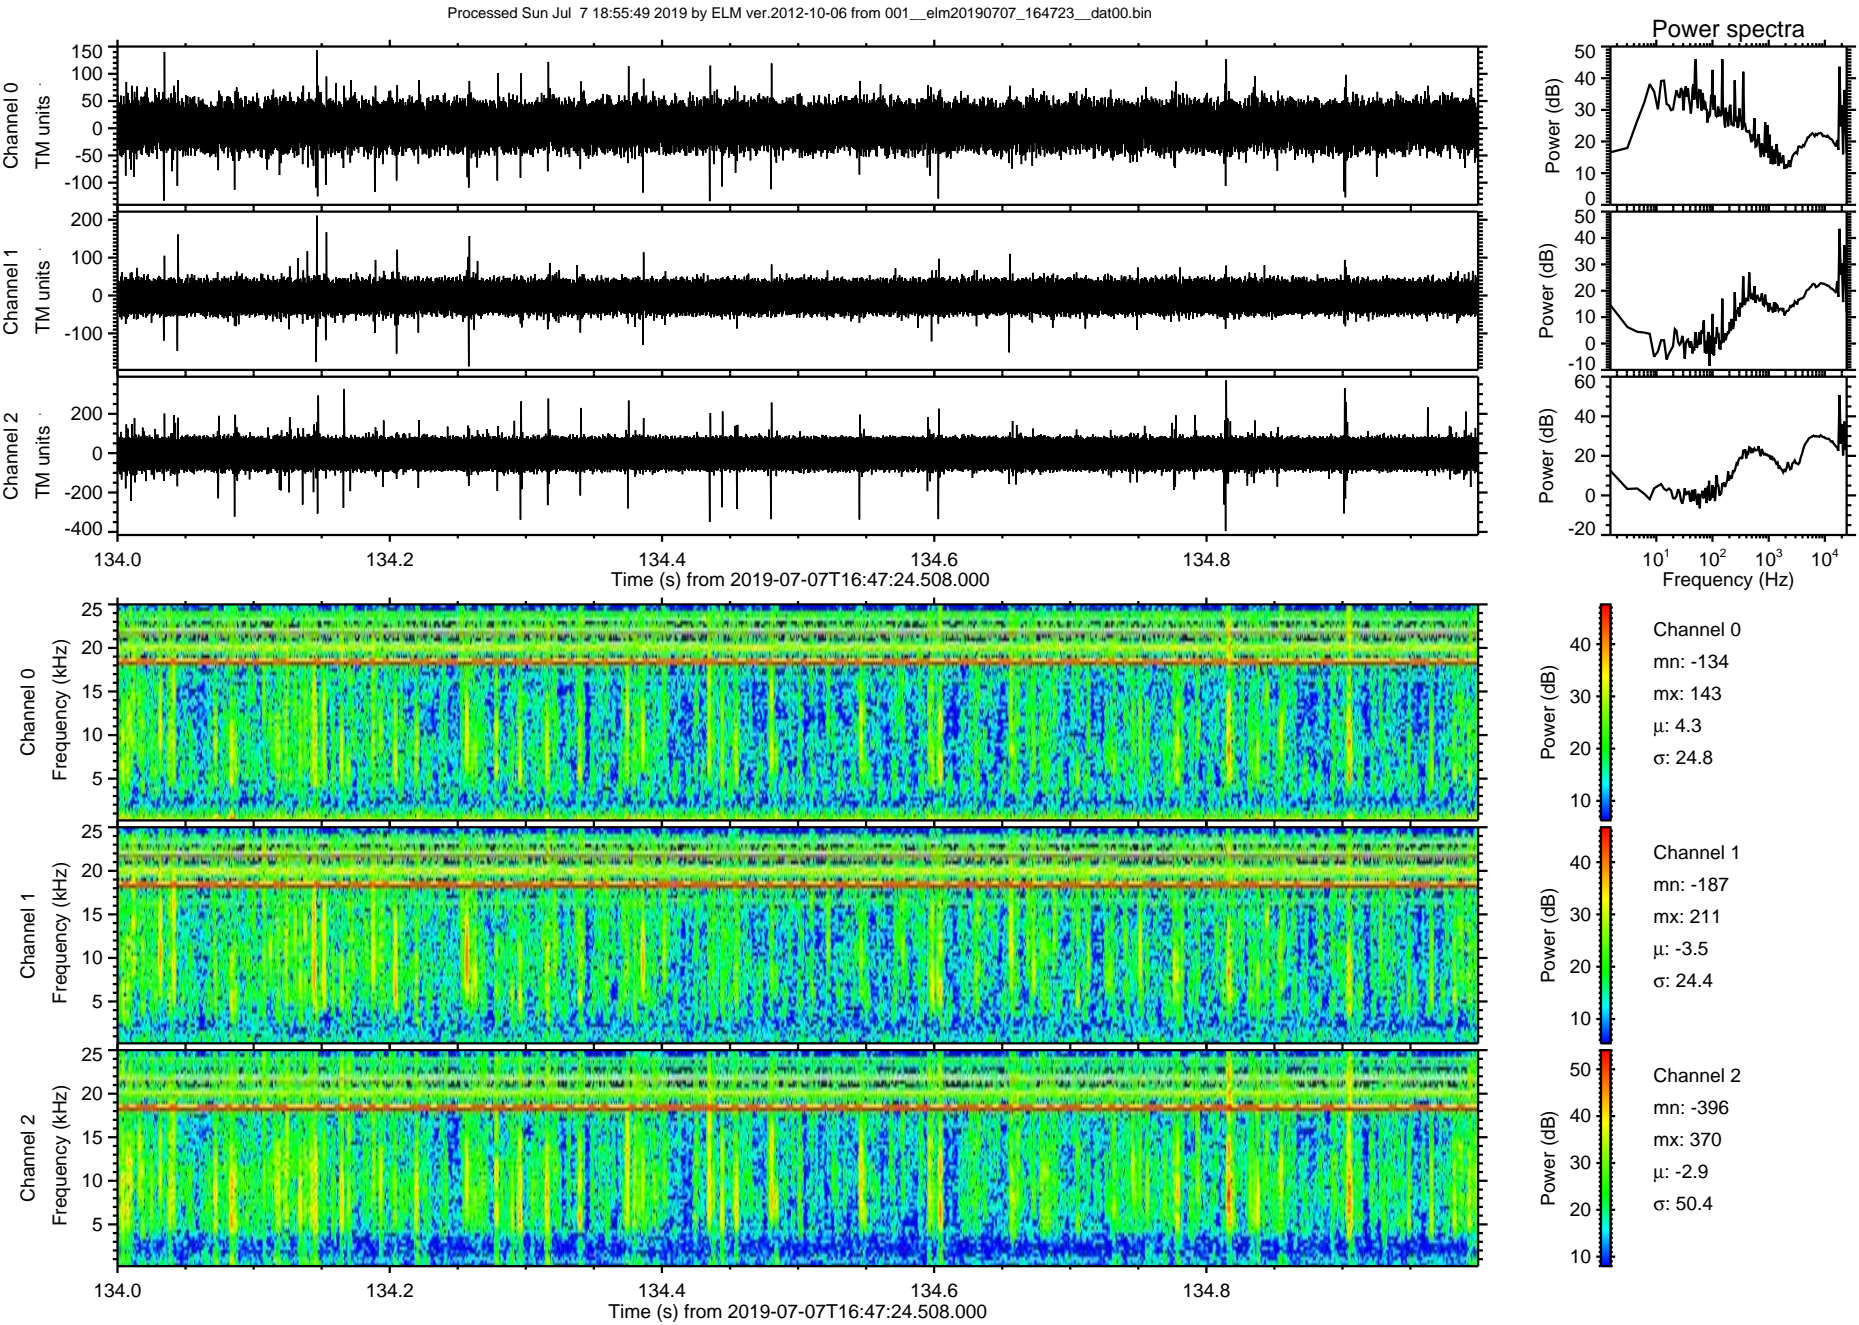 Processed Sun Jul 7 18:55:49 2019 by ELM ver.2012-10-06 from 001__elm20190707_164723__dat00.bin
Power spectra
Channel 0
TM units
150
100
50
0
-50
-100
Power (dB)
50
40
30
20
10
0
Channel 1
TM units
200
100
0
-100
Power (dB)
50
40
30
20
10
0
-10
Channel 2
TM units
200
0
-200
-400
Power (dB)
60
40
20
0
-20
134.0 134.2 134.4 134.6 134.8
Time (s) from 2019-07-07T16:47:24.508.000
10^1 10^2 10^3 10^4
Frequency (Hz)
Channel 0
Frequency (kHz)
25
20
15
10
5
Power (dB)
40
30
20
10
Channel 0
mn: -134
mx: 143
μ: 4.3
σ: 24.8
Channel 1
Frequency (kHz)
25
20
15
10
5
Power (dB)
40
30
20
10
Channel 1
mn: -187
mx: 211
μ: -3.5
σ: 24.4
Channel 2
Frequency (kHz)
25
20
15
10
5
Power (dB)
50
40
30
20
10
Channel 2
mn: -396
mx: 370
μ: -2.9
σ: 50.4
134.0 134.2 134.4 134.6 134.8
Time (s) from 2019-07-07T16:47:24.508.000